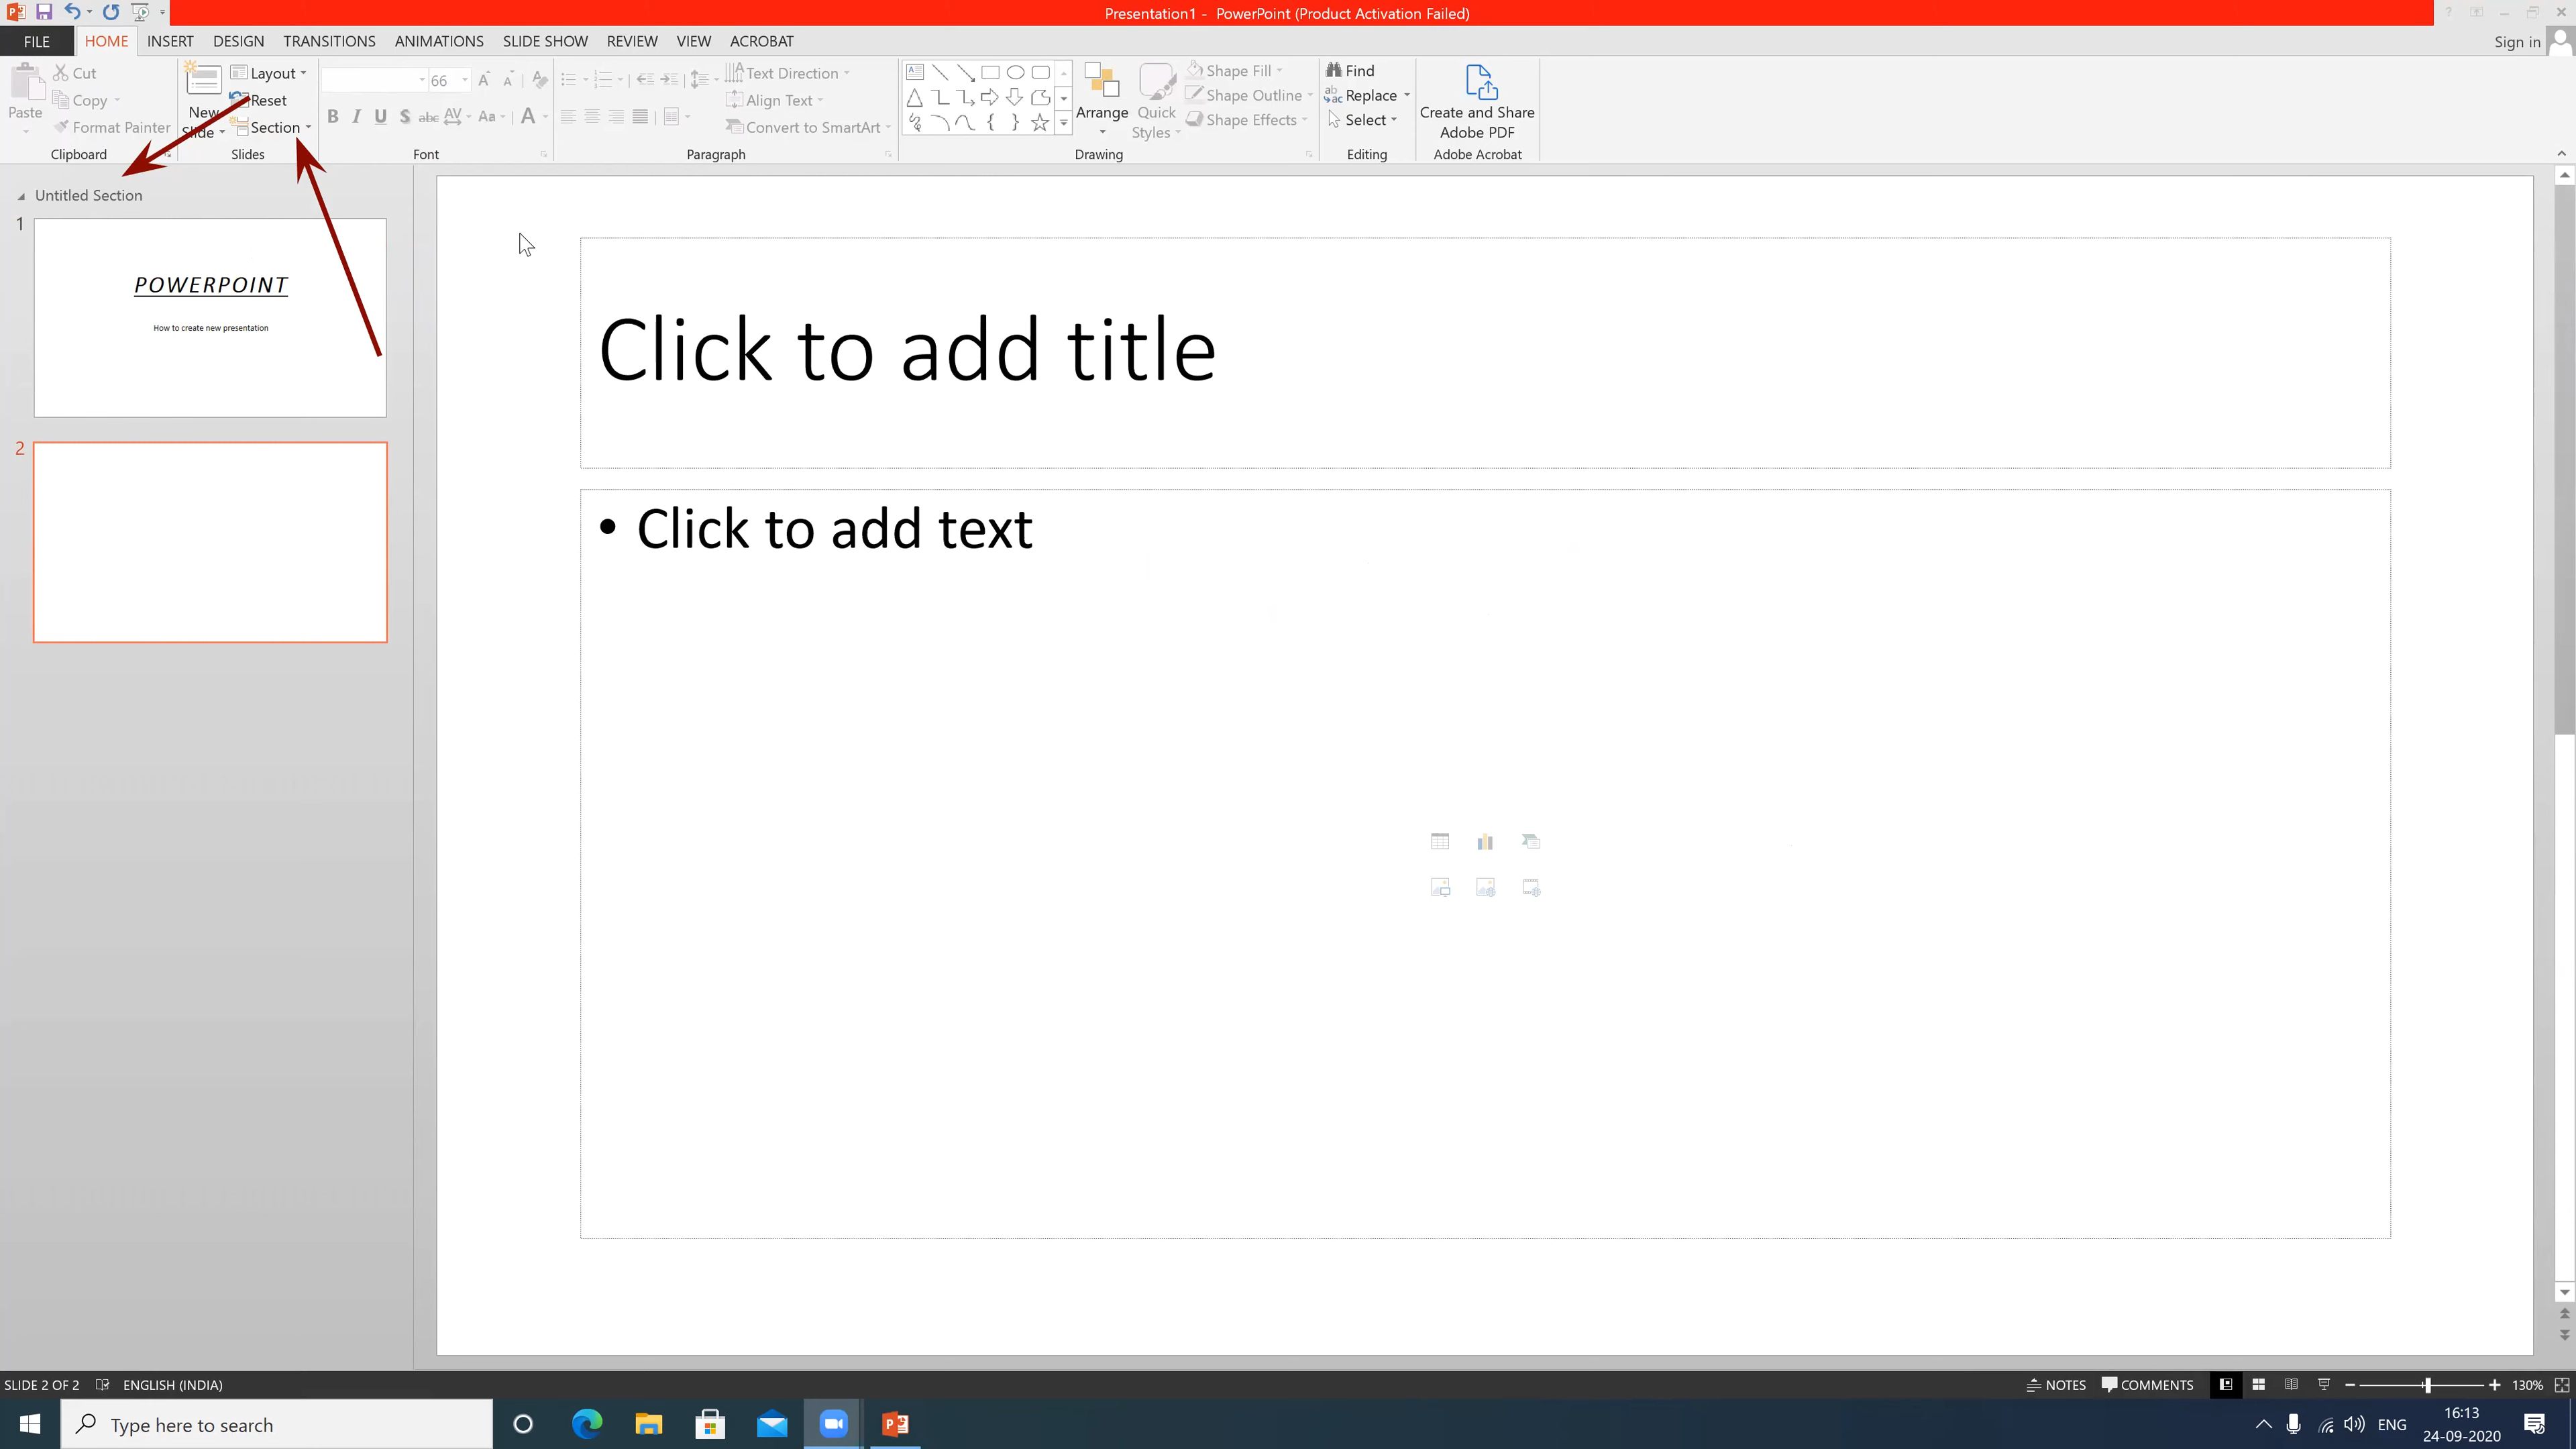 Presentation1 - PowerPoint (Product Activation Failed)
FILE HOME INSERT DESIGN TRANSITIONS ANIMATIONS SLIDE SHOW REVIEW VIEW ACROBAT Sign in
Paste
Cut
Copy
Format Painter
Clipboard
New
Slide
Layout
Reset
Section
Slides
66
B I U S abc AV Aa A
Font
Text Direction
Align Text
Convert to SmartArt
Paragraph
Arrange
Quick
Styles
Shape Fill
Shape Outline
Shape Effects
Drawing
Find
Replace
Select
Editing
Create and Share
Adobe PDF
Adobe Acrobat
Untitled Section
1
POWERPOINT
How to create new presentation
2
Click to add title
• Click to add text
SLIDE 2 OF 2 ENGLISH (INDIA) NOTES COMMENTS 130%
Type here to search
ENG
16:13
24-09-2020